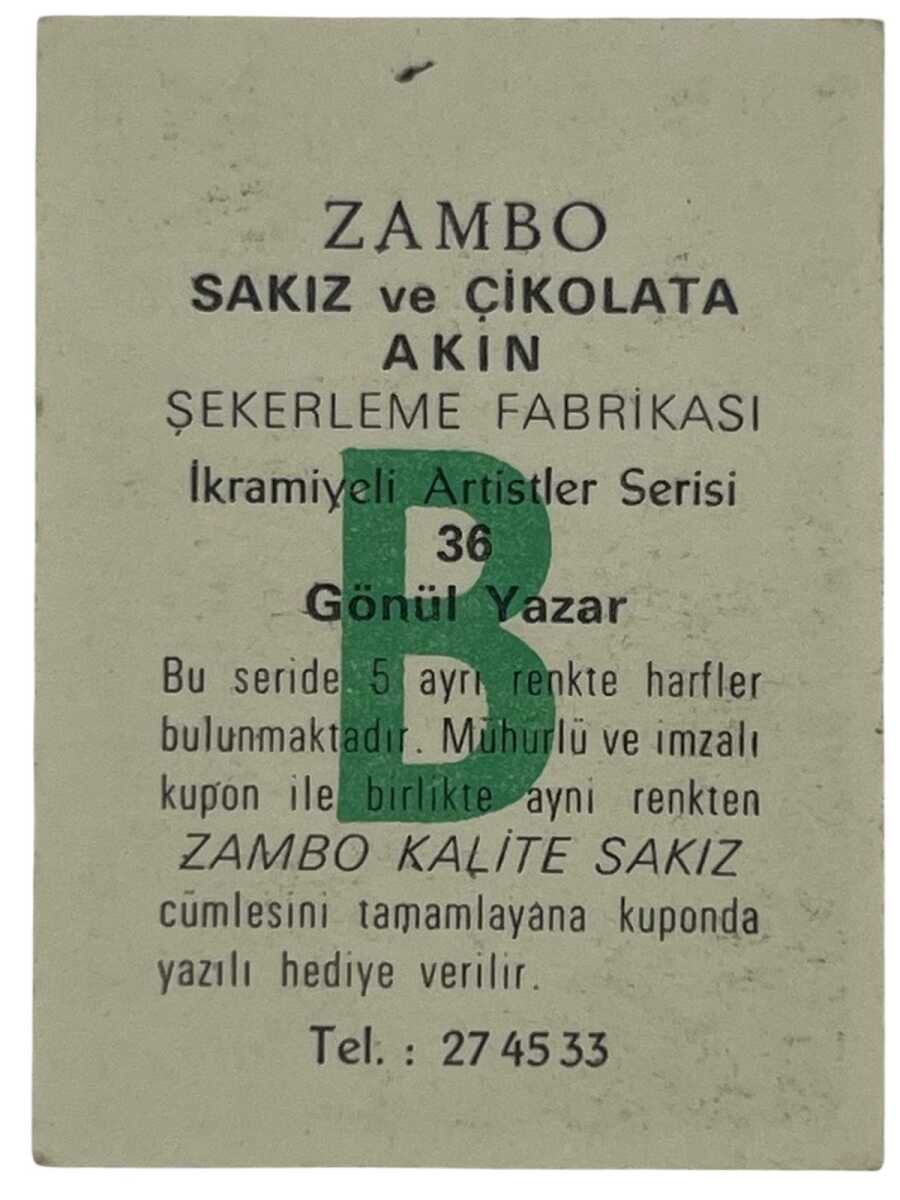 ZAMBO
SAKIZ ve ÇİKOLATA
AKIN
ŞEKERLEME FABRİKASI
İkramiyeli Artistler Serisi
36
Gönül Yazar
B
Bu seride 5 ayrı renkte harfler
bulunmaktadır. Mühürlü ve imzalı
kupon ile birlikte ayni renkten
ZAMBO KALİTE SAKIZ
cümlesini tamamlayana kuponda
yazılı hediye verilir.
Tel. : 27 45 33